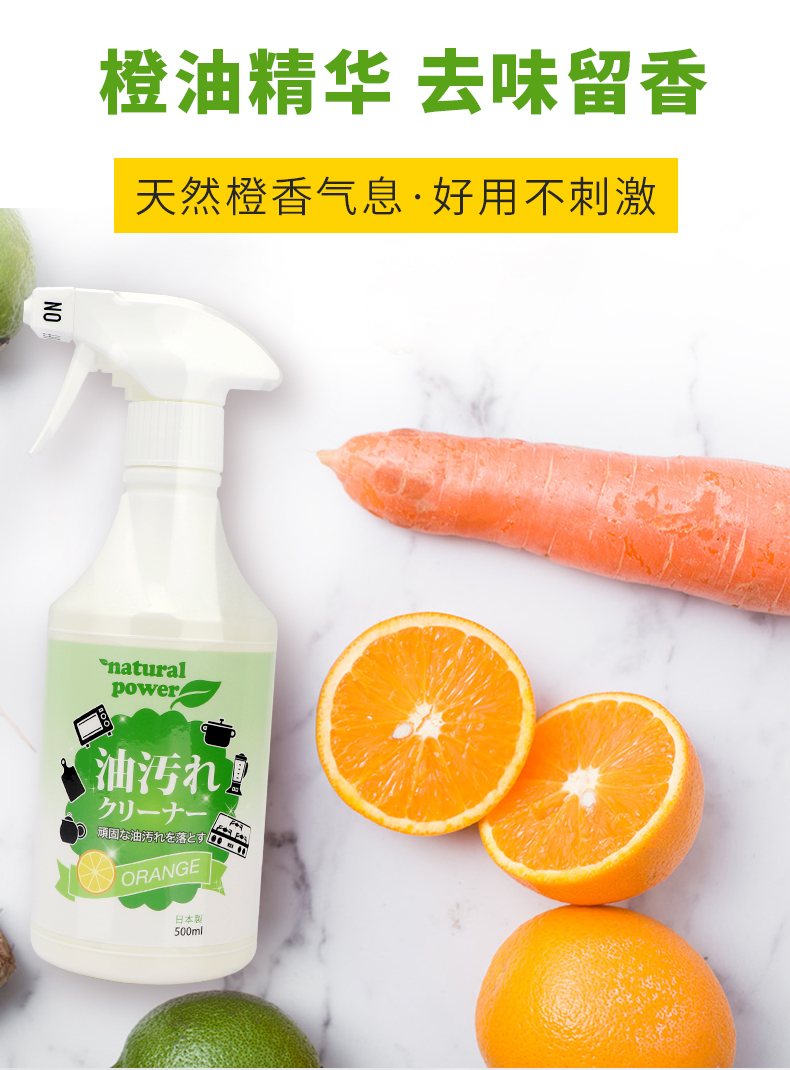 橙油精华 去味留香
天然橙香气息·好用不刺激
ON
natural
power
油汚れ
クリーナー
頑固な油汚れを落とす
ORANGE
日本製
500ml